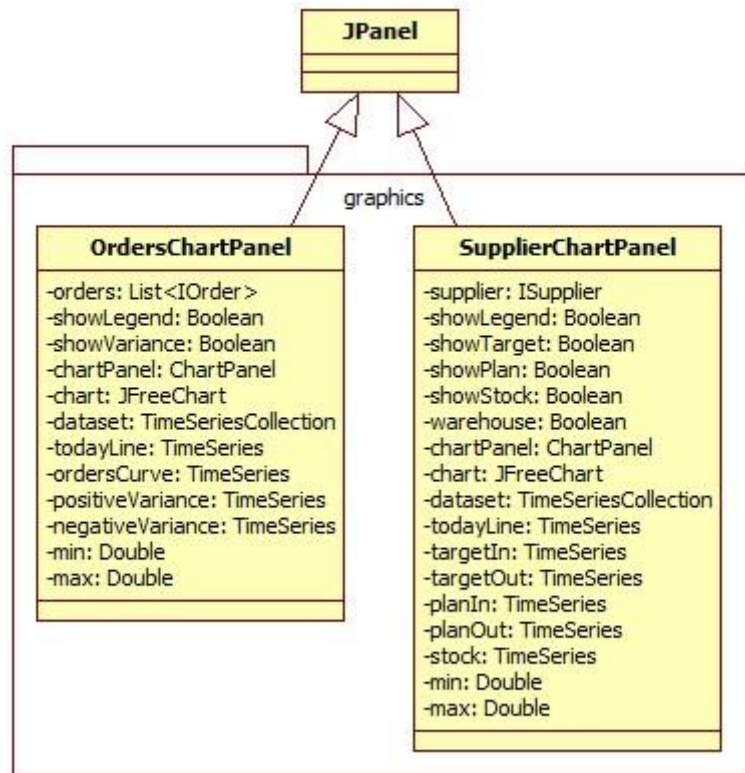 JPanel
graphics
OrdersChartPanel
-orders: List<IOrder>
-showLegend: Boolean
-showVariance: Boolean
-chartPanel: ChartPanel
-chart: JFreeChart
-dataset: TimeSeriesCollection
-todayLine: TimeSeries
-ordersCurve: TimeSeries
-positiveVariance: TimeSeries
-negativeVariance: TimeSeries
-min: Double
-max: Double
SupplierChartPanel
-supplier: ISupplier
-showLegend: Boolean
-showTarget: Boolean
-showPlan: Boolean
-showStock: Boolean
-warehouse: Boolean
-chartPanel: ChartPanel
-chart: JFreeChart
-dataset: TimeSeriesCollection
-todayLine: TimeSeries
-targetIn: TimeSeries
-targetOut: TimeSeries
-planIn: TimeSeries
-planOut: TimeSeries
-stock: TimeSeries
-min: Double
-max: Double